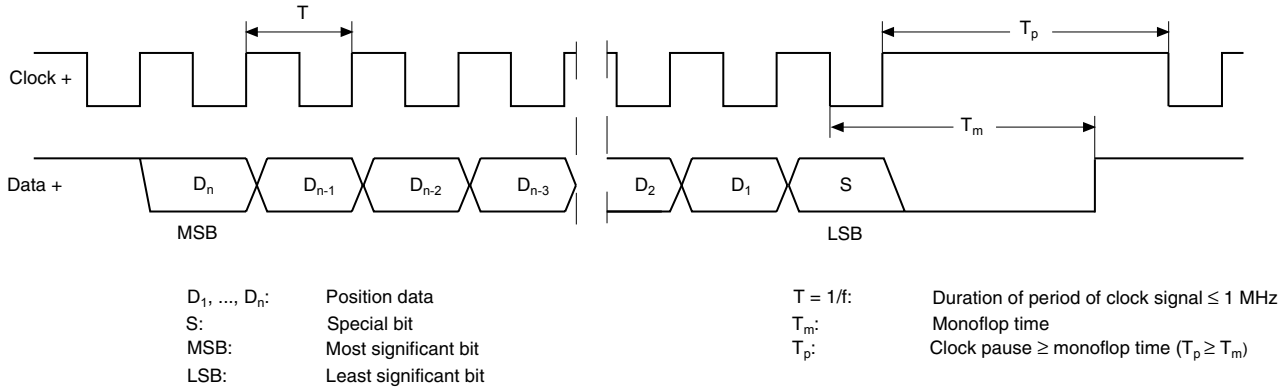 T
T_p
Clock +
T_m
Data +
D_n
D_n-1
D_n-2
D_n-3
D_2
D_1
S
MSB
LSB
D_1, ..., D_n: Position data
S: Special bit
MSB: Most significant bit
LSB: Least significant bit
T = 1/f: Duration of period of clock signal ≤ 1 MHz
T_m: Monoflop time
T_p: Clock pause ≥ monoflop time (T_p ≥ T_m)